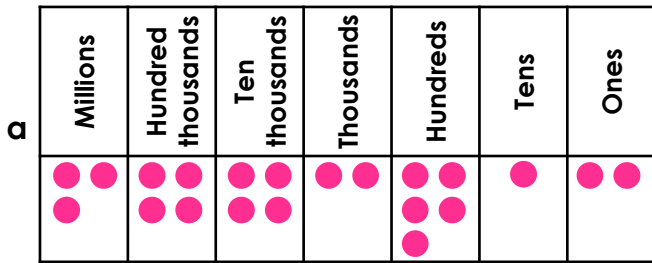 a
Millions
Hundred
thousands
Ten
thousands
Thousands
Hundreds
Tens
Ones